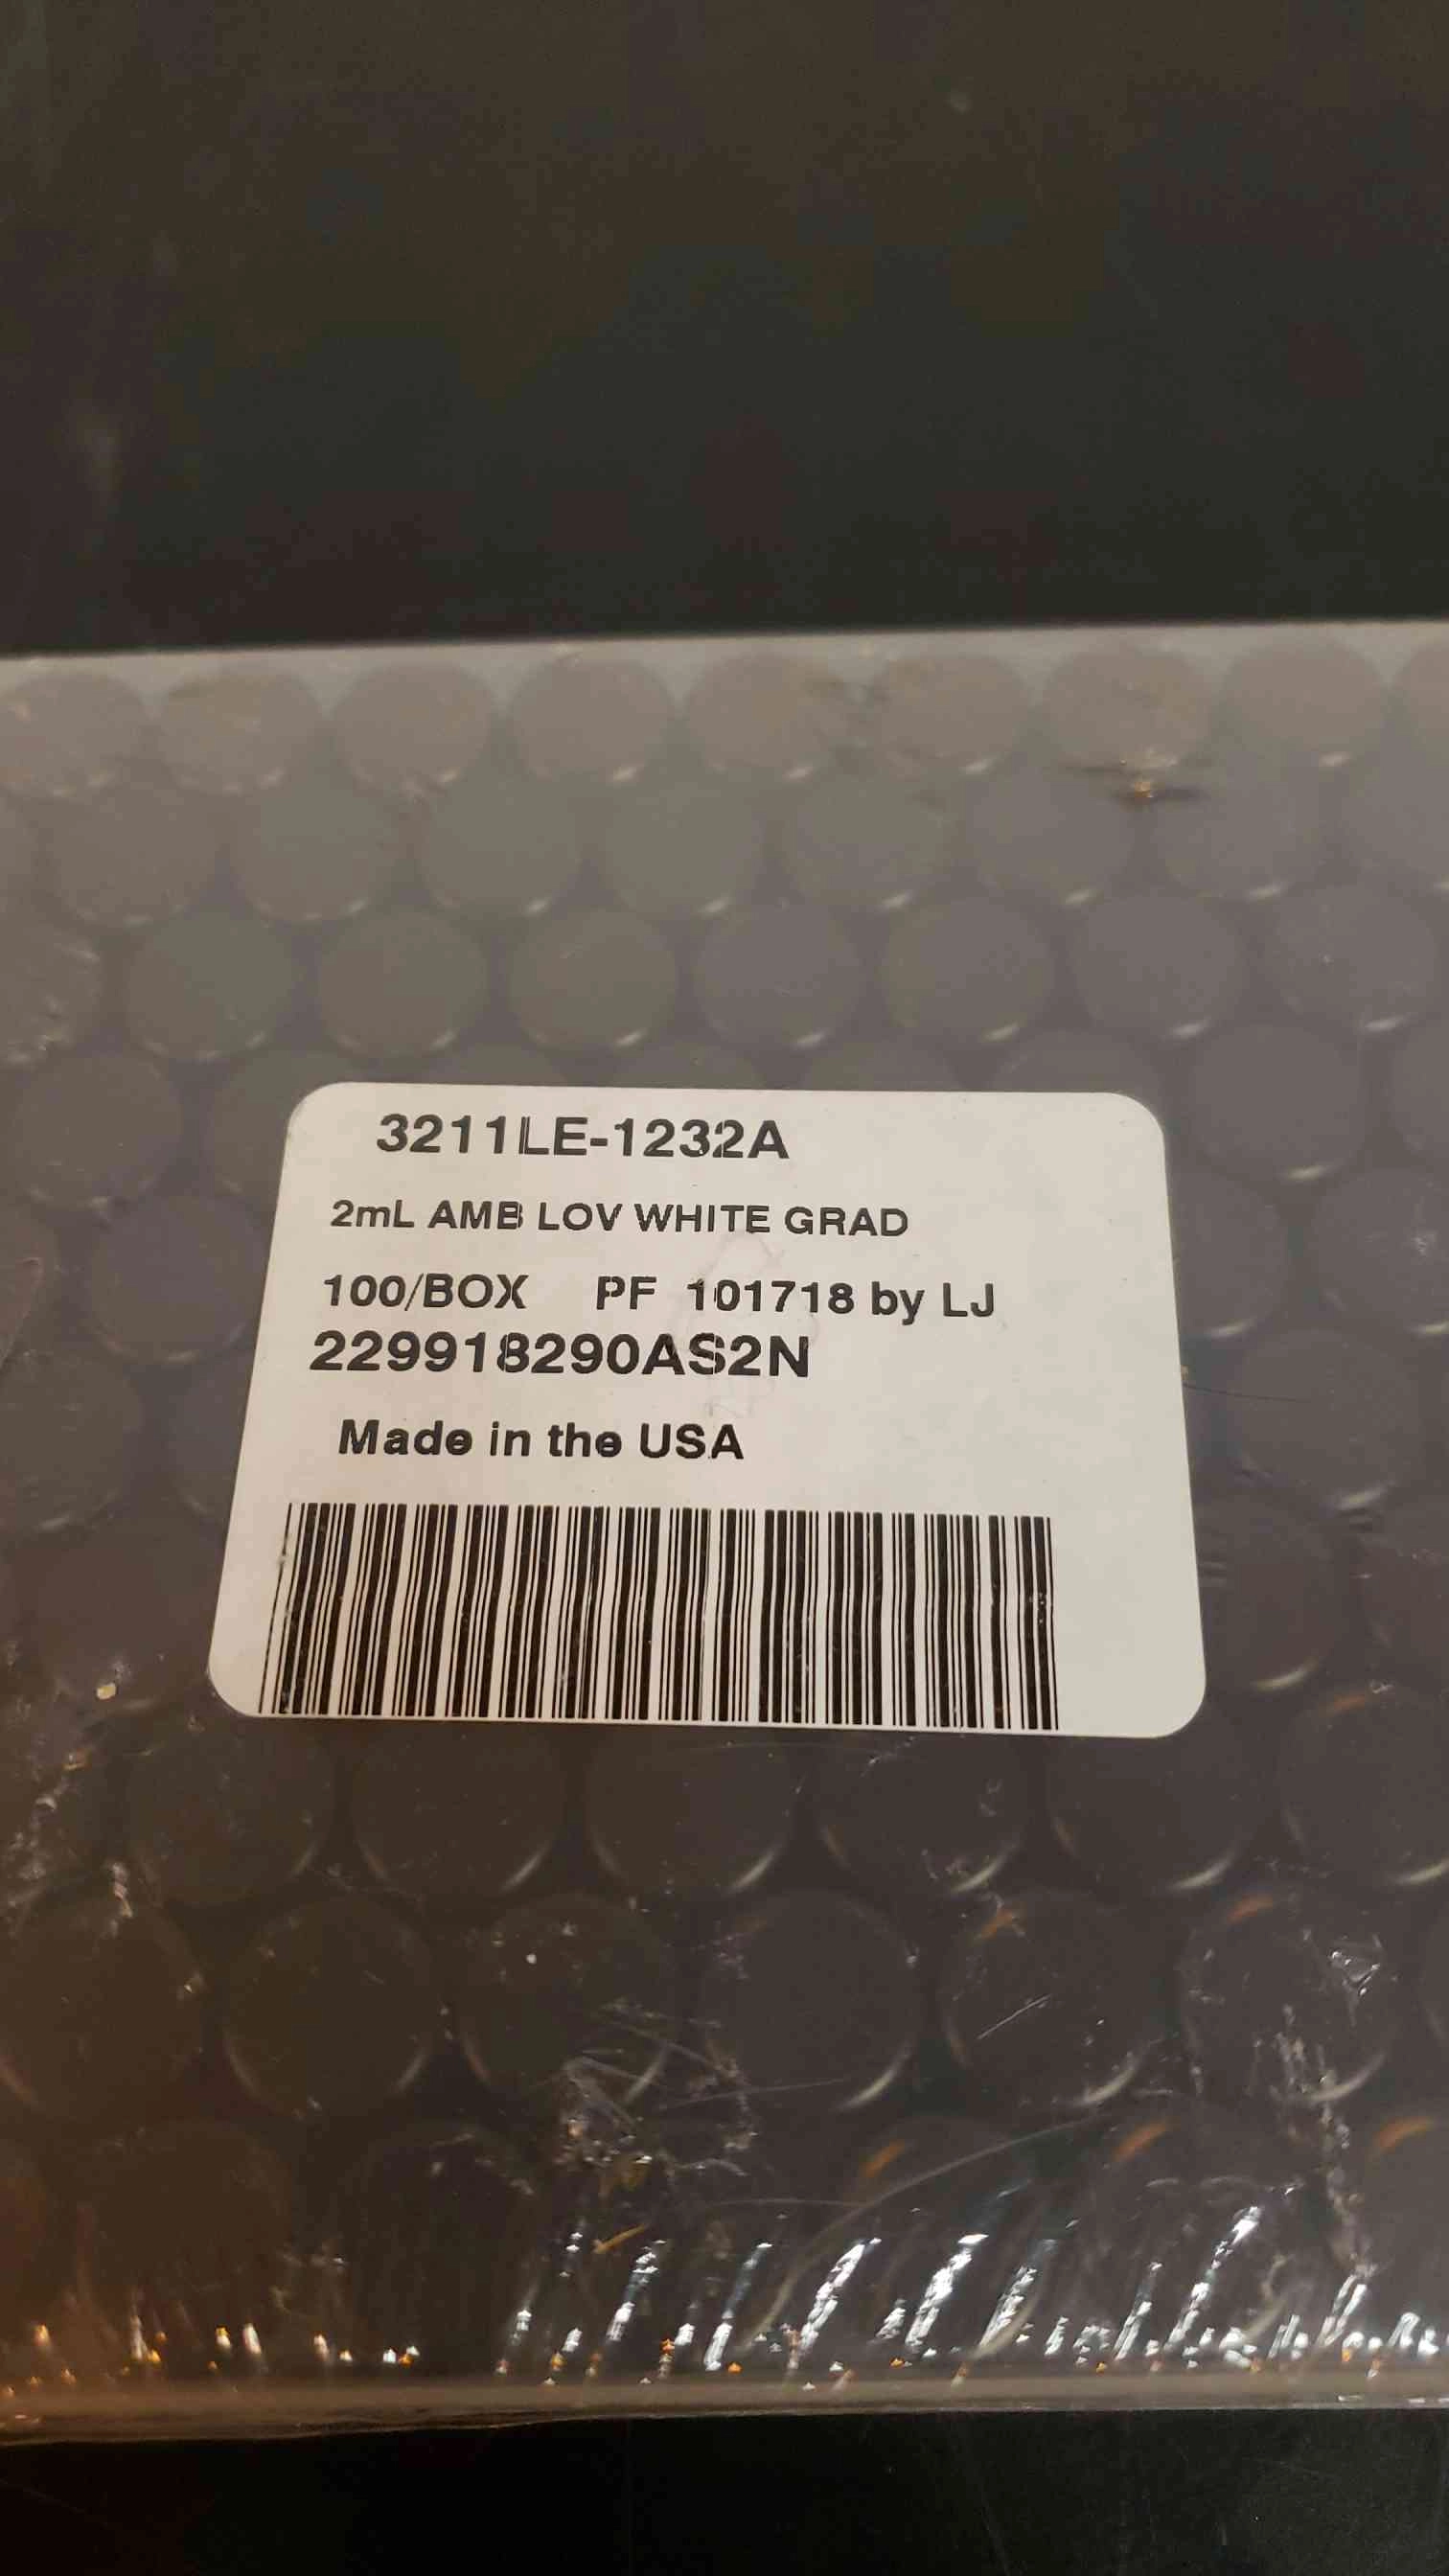 3211LE-1232A
2mL AMB LOV WHITE GRAD
100/BOX PF 101718 by LJ
229918290AS2N
Made in the USA